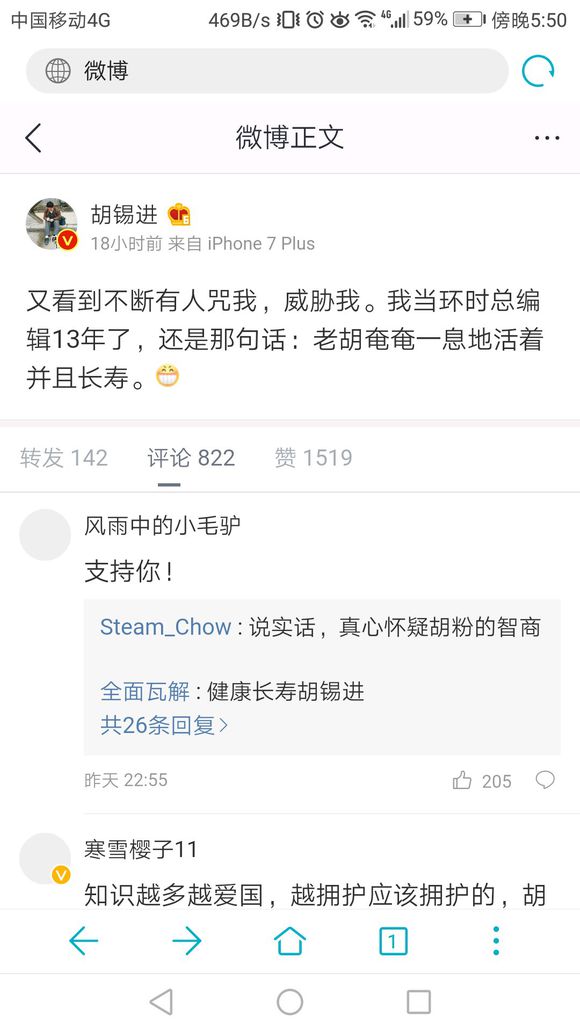 中国移动4G 469B/s 4G 59% 傍晚5:50
微博
微博正文
胡锡进 6
18小时前 来自 iPhone 7 Plus
又看到不断有人咒我，威胁我。我当环时总编
辑13年了，还是那句话：老胡奄奄一息地活着
并且长寿。
转发 142 评论 822 赞 1519
风雨中的小毛驴
支持你！
Steam_Chow : 说实话，真心怀疑胡粉的智商
全面瓦解 : 健康长寿胡锡进
共26条回复
昨天 22:55 205
寒雪樱子11
知识越多越爱国，越拥护应该拥护的，胡
1